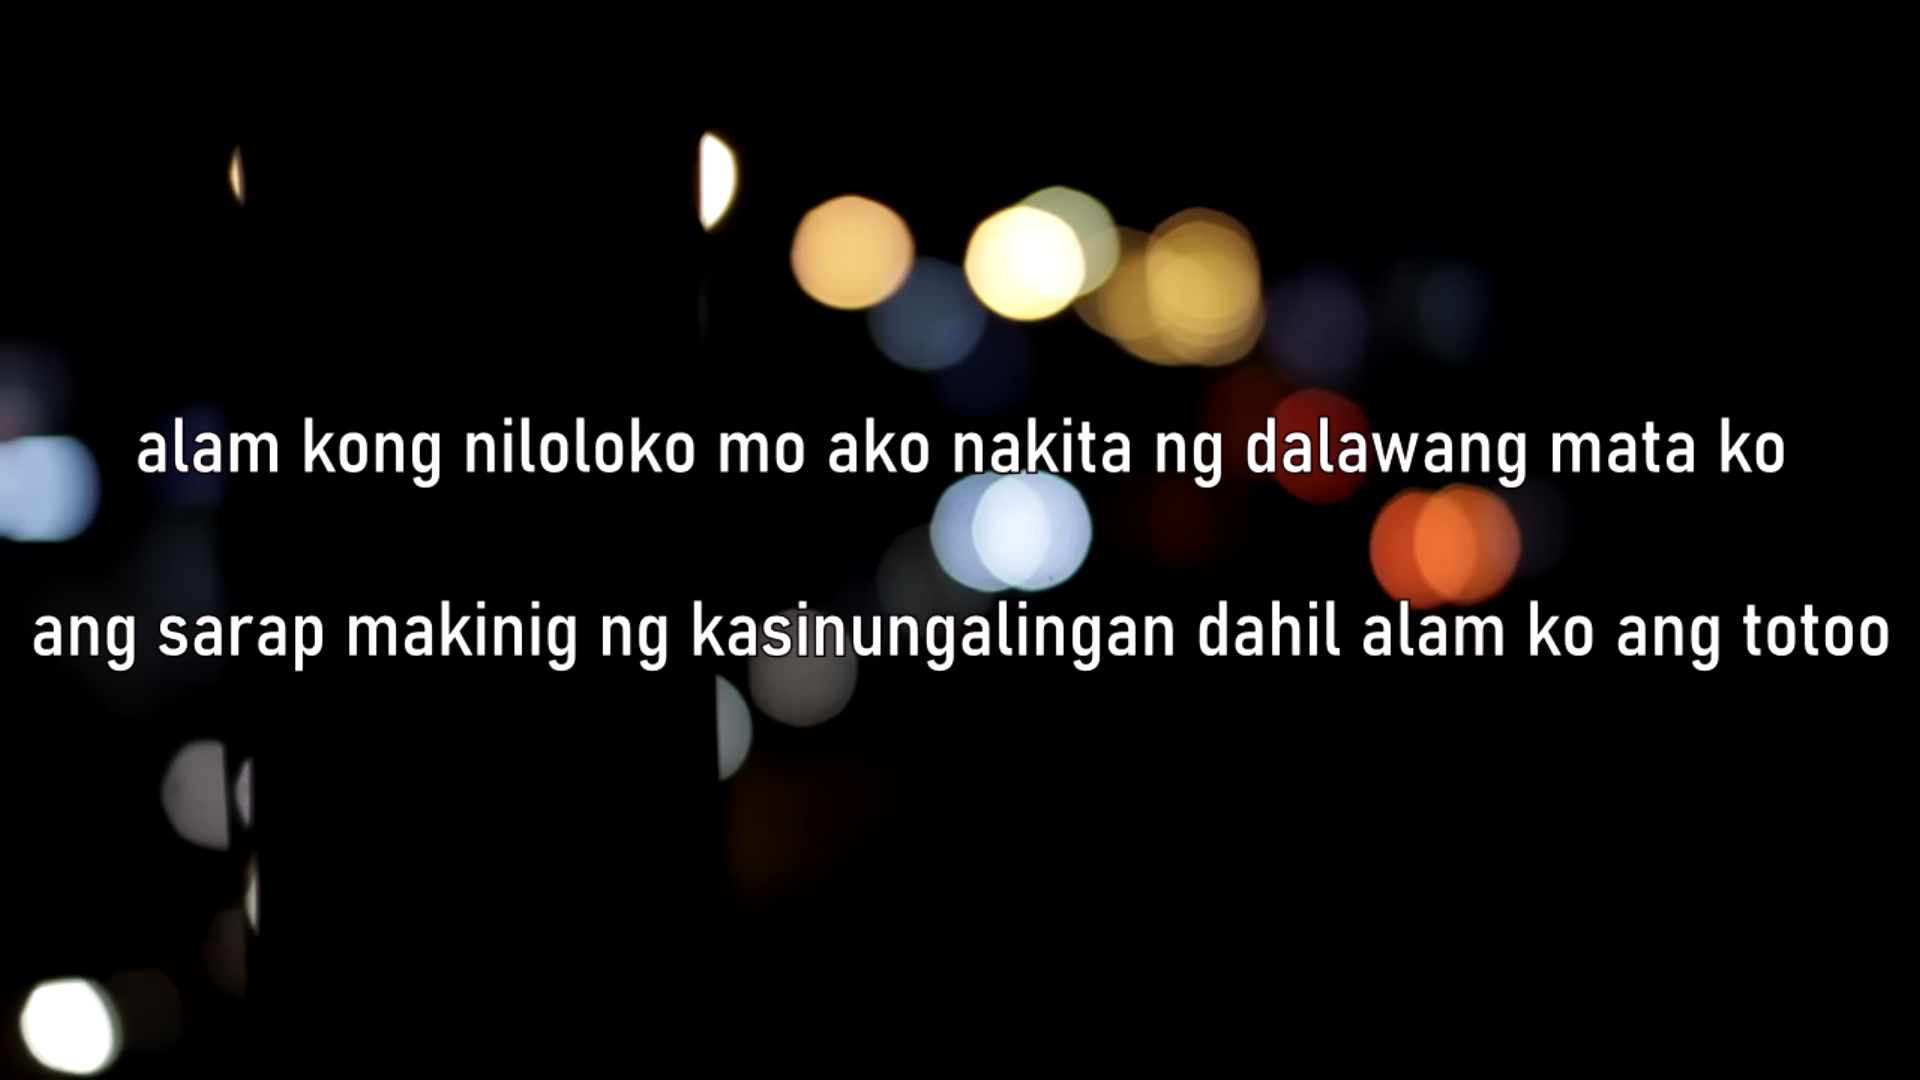 alam kong niloloko mo ako nakita ng dalawang mata ko
ang sarap makinig ng kasinungalingan dahil alam ko ang totoo